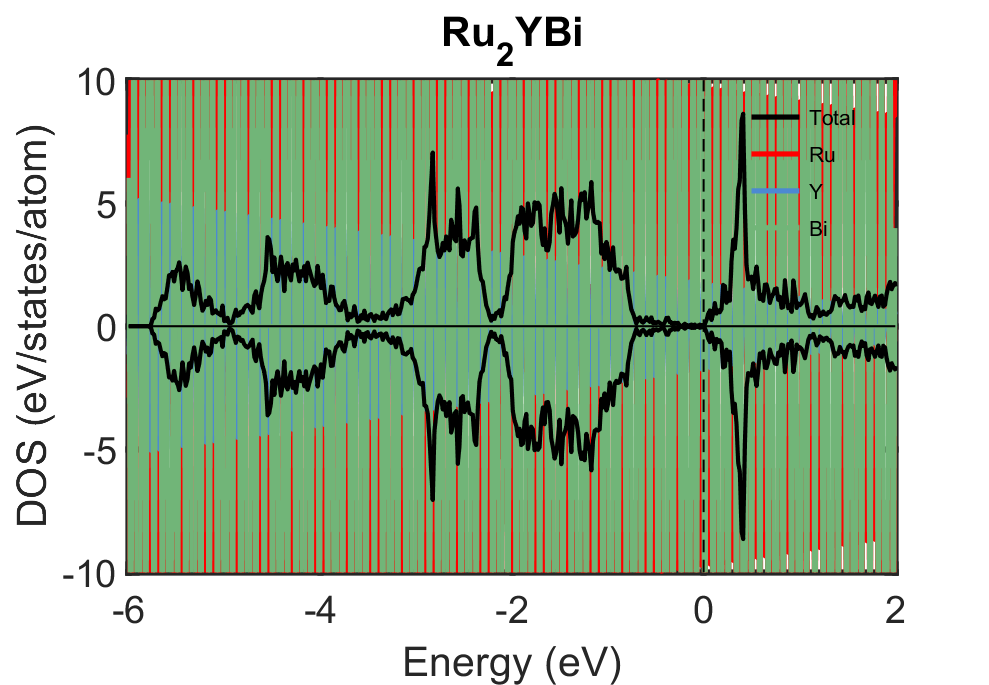 Ru2YBi
DOS (eV/states/atom)
10
5
0
-5
-10
Total
Ru
Y
Bi
-6
-4
-2
0
2
Energy (eV)